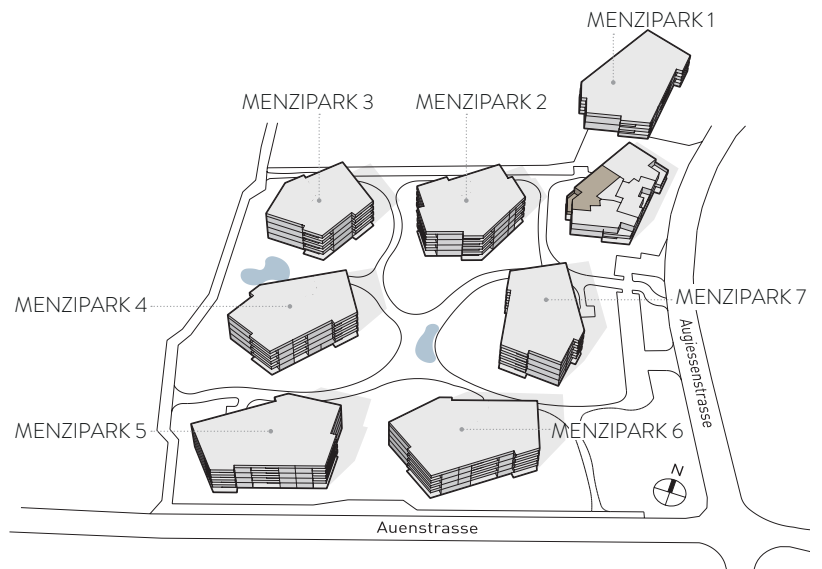 MENZIPARK 1
MENZIPARK 3
MENZIPARK 2
MENZIPARK 4
MENZIPARK 7
Augiessenstrasse
MENZIPARK 5
MENZIPARK 6
N
Auenstrasse